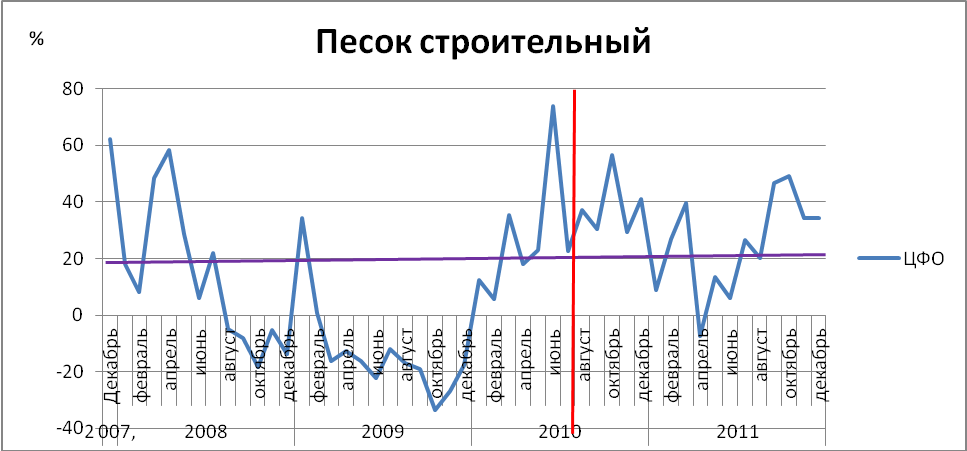 Песок строительный
%
80
60
40
20
0
-20
-40
ЦФО
Декабрь
февраль
апрель
июнь
август
октябрь
декабрь
февраль
апрель
июнь
август
октябрь
декабрь
февраль
апрель
июнь
август
октябрь
декабрь
февраль
апрель
июнь
август
октябрь
декабрь
2007, 2008 2009 2010 2011